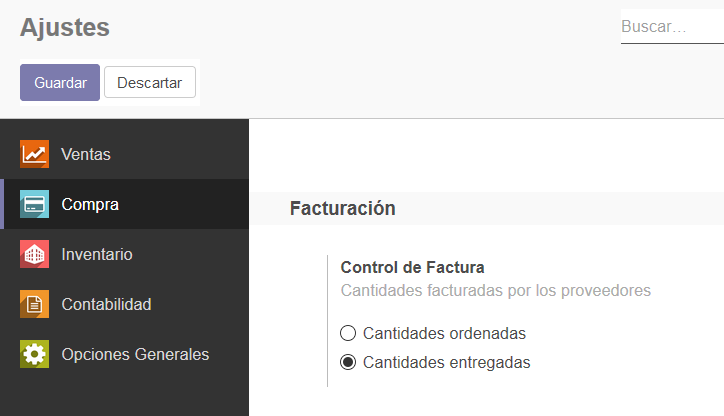 Ajustes
Buscar...
Guardar
Descartar
Ventas
Compra
Inventario
Contabilidad
Opciones Generales
Facturación
Control de Factura
Cantidades facturadas por los proveedores
Cantidades ordenadas
Cantidades entregadas